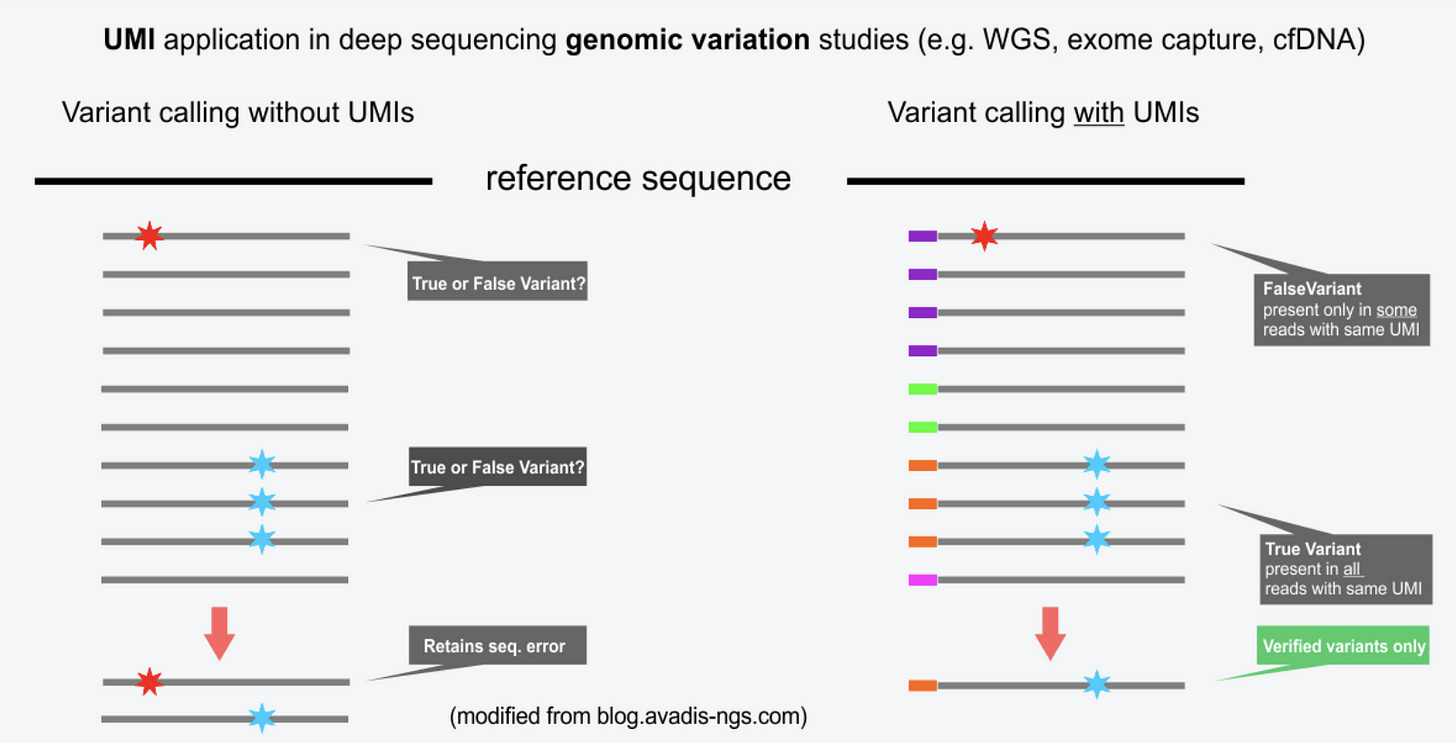 UMI application in deep sequencing genomic variation studies (e.g. WGS, exome capture, cfDNA)
Variant calling without UMIs
Variant calling with UMIs
reference sequence
True or False Variant?
FalseVariant
present only in some
reads with same UMI
True or False Variant?
True Variant
present in all
reads with same UMI
Retains seq. error
Verified variants only
(modified from blog.avadis-ngs.com)